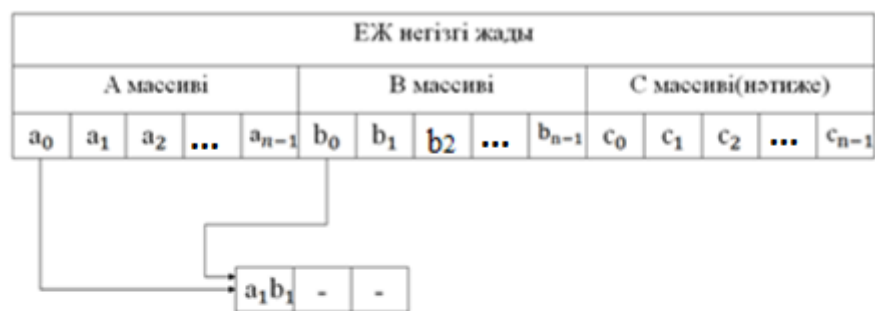 ЕЖ негізгі жады
А массиві В массиві С массиві(нәтиже)
a₀ a₁ a₂ ... aₙ₋₁ b₀ b₁ b2 ... bₙ₋₁ c₀ c₁ c₂ ... cₙ₋₁
a₁b₁ - -